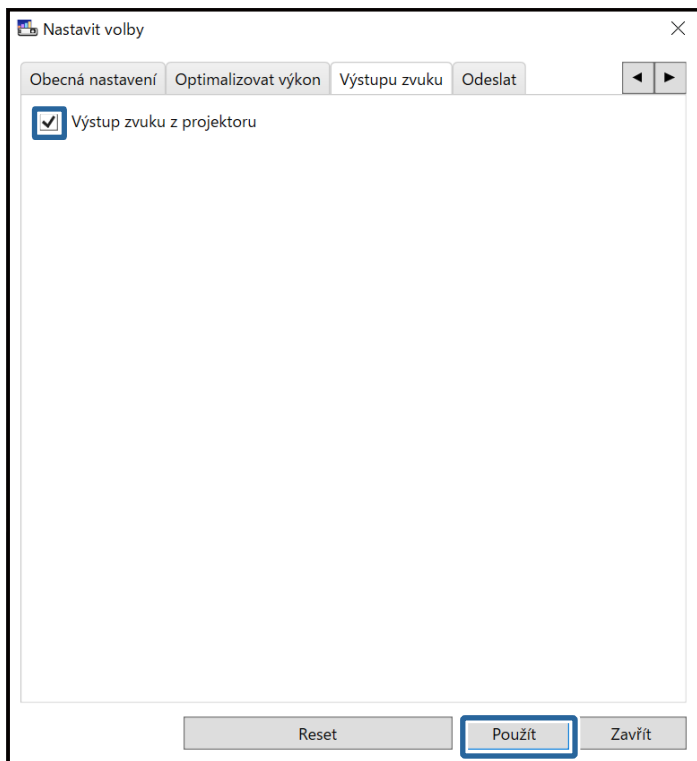 Nastavit volby
Obecná nastavení Optimalizovat výkon Výstupu zvuku Odeslat
Výstup zvuku z projektoru
Reset Použít Zavřít